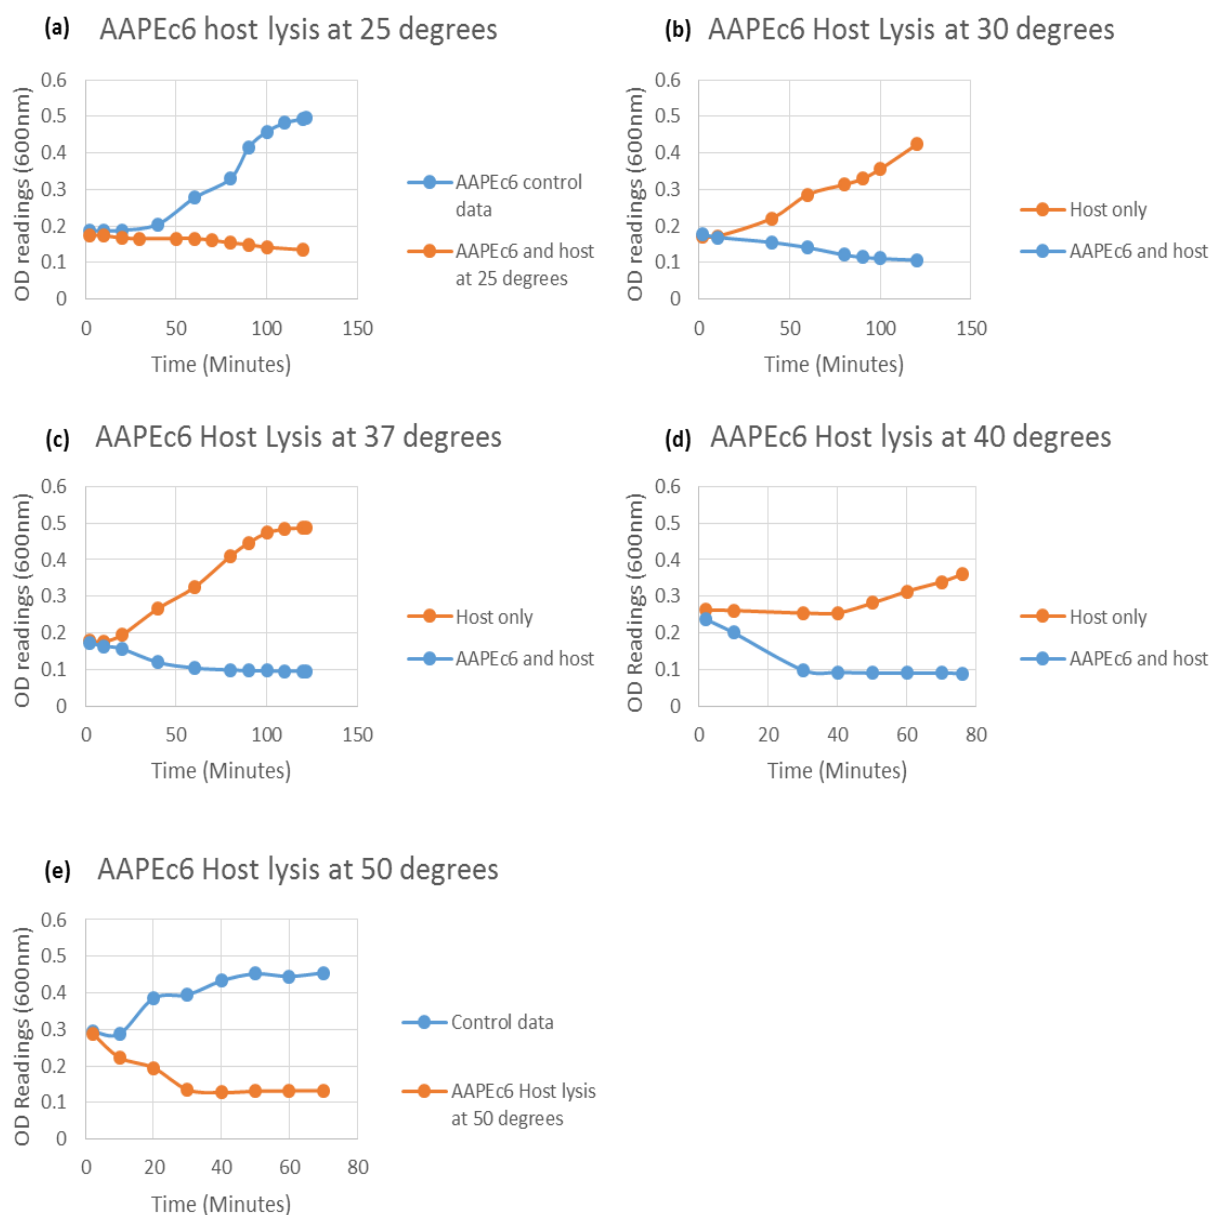 (a) AAPEc6 host lysis at 25 degrees
OD readings (600nm)
0.6
0.5
0.4
0.3
0.2
0.1
0
0 50 100 150
Time (Minutes)
AAPEc6 control
data
AAPEc6 and host
at 25 degrees
(b) AAPEc6 Host Lysis at 30 degrees
OD readings (600nm)
0.6
0.5
0.4
0.3
0.2
0.1
0
0 50 100 150
Time (Minutes)
Host only
AAPEc6 and host
(c) AAPEc6 Host Lysis at 37 degrees
OD readings (600nm)
0.6
0.5
0.4
0.3
0.2
0.1
0
0 50 100 150
Time (Minutes)
Host only
AAPEc6 and host
(d) AAPEc6 Host lysis at 40 degrees
OD Readings (600nm)
0.6
0.5
0.4
0.3
0.2
0.1
0
0 20 40 60 80
Time (Minutes)
Host only
AAPEc6 and host
(e) AAPEc6 Host lysis at 50 degrees
OD Readings (600nm)
0.6
0.5
0.4
0.3
0.2
0.1
0
0 20 40 60 80
Time (Minutes)
Control data
AAPEc6 Host lysis
at 50 degrees